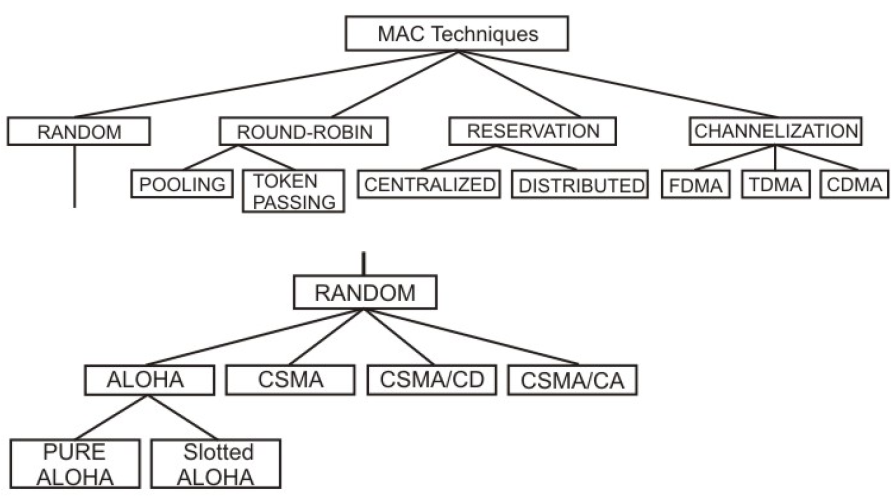 MAC Techniques
RANDOM
ROUND-ROBIN
RESERVATION
CHANNELIZATION
POOLING
TOKEN
PASSING
CENTRALIZED
DISTRIBUTED
FDMA
TDMA
CDMA
RANDOM
ALOHA
CSMA
CSMA/CD
CSMA/CA
PURE
ALOHA
Slotted
ALOHA